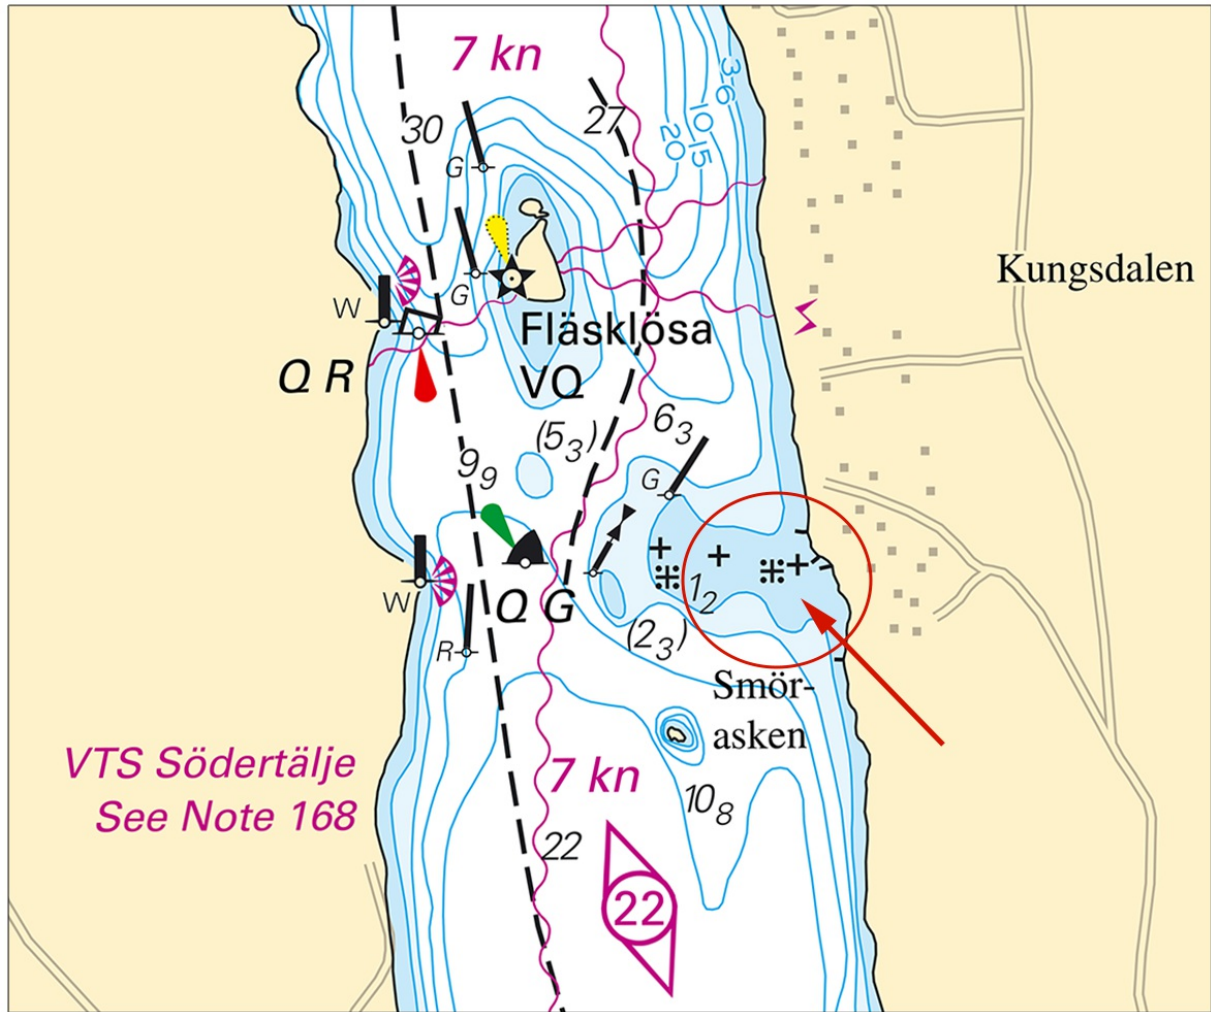 7 kn
3
6
30
27
10
15
20
G
G
Kungsdalen
W
Fläsklösa
Q R
VQ
(5₃)
6₃
9₉
G
Q G
1₂
W
R
(2₃)
Smör-
asken
VTS Södertälje
See Note 168
7 kn
10₈
22
22